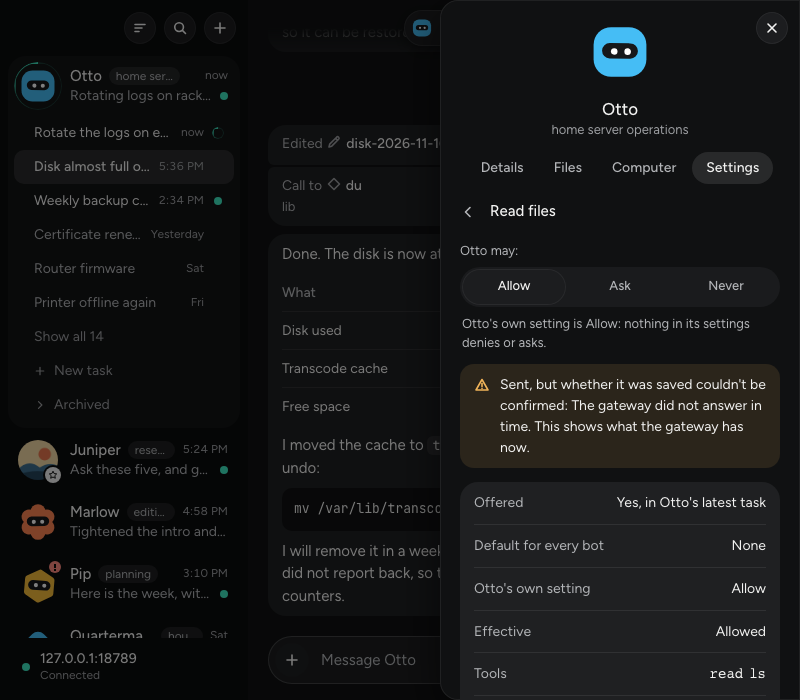 Otto
home ser...
now
Rotating logs on rack...
Rotate the logs on e...
now
Disk almost full o...
5:36 PM
Weekly backup c...
2:34 PM
Certificate rene...
Yesterday
Router firmware
Sat
Printer offline again
Fri
Show all 14
New task
Archived
Juniper
rese...
5:24 PM
Ask these five, and g...
Marlow
editi...
4:58 PM
Tightened the intro and...
Pip
planning
3:10 PM
Here is the week, wit...
Quarterma
hou
Sat
127.0.0.1:18789
Connected
so it can be restor
Edited
disk-2026-11-1
Call to
du
lib
Done. The disk is now at
What
Disk used
Transcode cache
Free space
I moved the cache to
undo:
mv /var/lib/transco
I will remove it in a week
did not report back, so t
counters.
Message Otto
Otto
home server operations
Details
Files
Computer
Settings
Read files
Otto may:
Allow
Ask
Never
Otto's own setting is Allow: nothing in its settings
denies or asks.
Sent, but whether it was saved couldn't be
confirmed: The gateway did not answer in
time. This shows what the gateway has
now.
Offered
Yes, in Otto's latest task
Default for every bot
None
Otto's own setting
Allow
Effective
Allowed
Tools
read ls